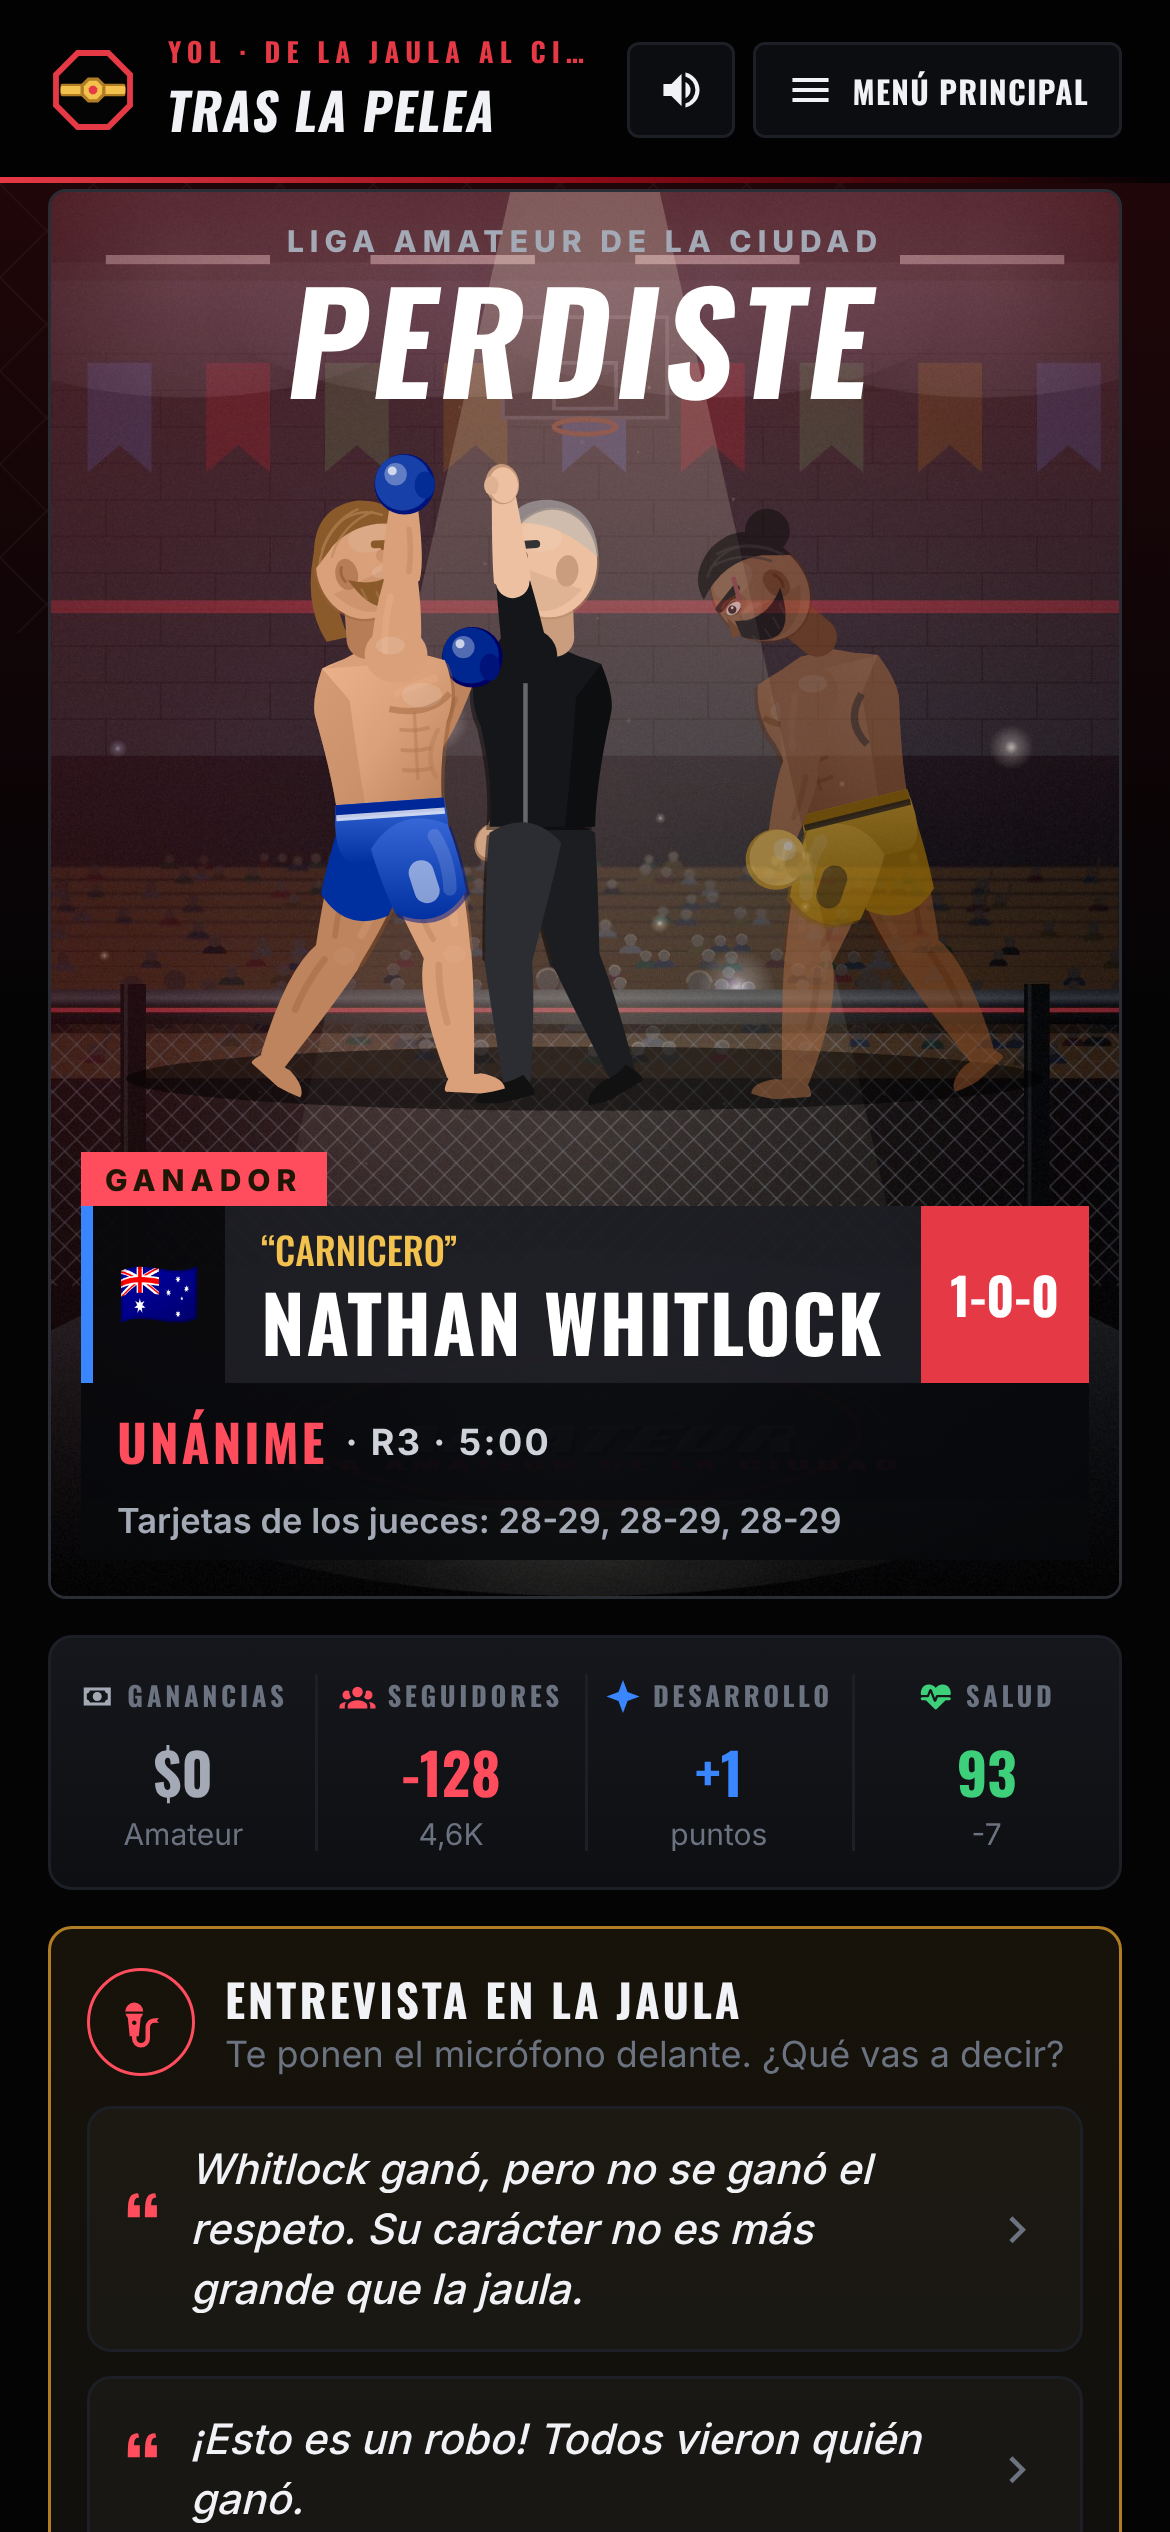 YOL · DE LA JAULA AL CI...
TRAS LA PELEA
MENÚ PRINCIPAL
LIGA AMATEUR DE LA CIUDAD
PERDISTE
GANADOR
“CARNICERO”
NATHAN WHITLOCK
1-0-0
UNÁNIME · R3 · 5:00
Tarjetas de los jueces: 28-29, 28-29, 28-29
GANANCIAS
$0
Amateur
SEGUIDORES
-128
4,6K
DESARROLLO
+1
puntos
SALUD
93
-7
ENTREVISTA EN LA JAULA
Te ponen el micrófono delante. ¿Qué vas a decir?
Whitlock ganó, pero no se ganó el
respeto. Su carácter no es más
grande que la jaula.
¡Esto es un robo! Todos vieron quién
ganó.